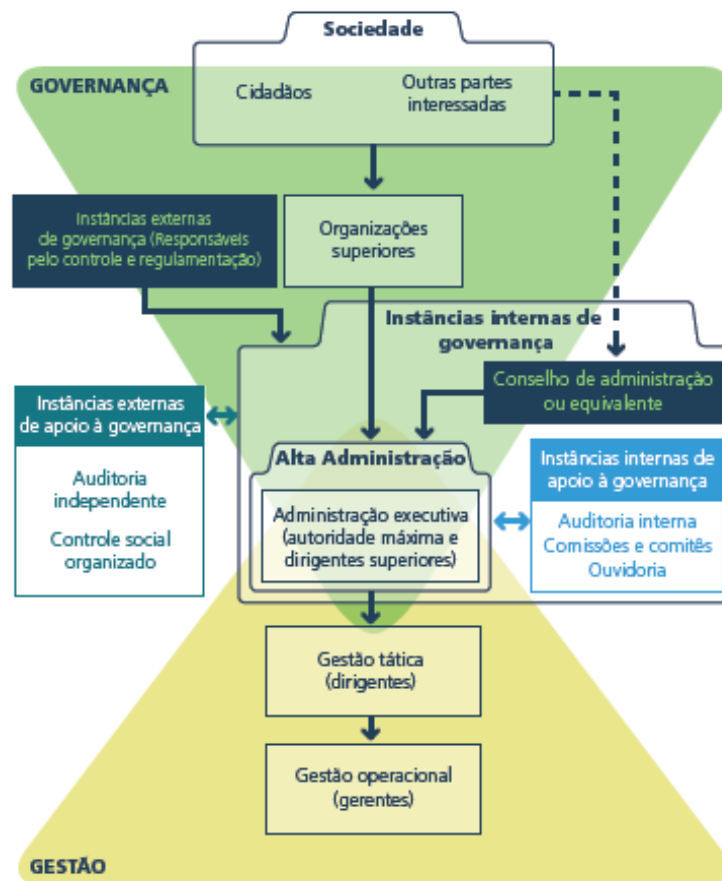 Sociedade
GOVERNANÇA
Cidadãos
Outras partes
interessadas
Instâncias externas
de governança (Responsáveis
pelo controle e regulamentação)
Organizações
superiores
Instâncias internas de
governança
Conselho de administração
ou equivalente
Instâncias externas
de apoio à governança
Auditoria
independente
Controle social
organizado
Alta Administração
Administração executiva
(autoridade máxima e
dirigentes superiores)
Instâncias internas de
apoio à governança
Auditoria interna
Comissões e comitês
Ouvidoria
Gestão tática
(dirigentes)
Gestão operacional
(gerentes)
GESTÃO